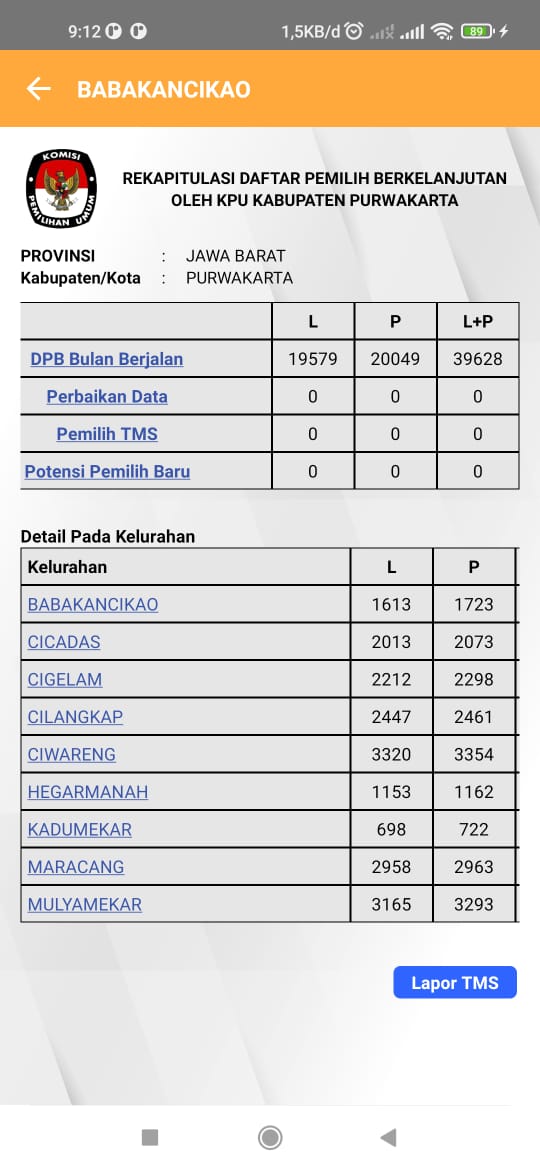 9:12
1,5KB/d
89
BABAKANCIKAO
KOMISI
PEMILIHAN UMUM
REKAPITULASI DAFTAR PEMILIH BERKELANJUTAN
OLEH KPU KABUPATEN PURWAKARTA
PROVINSI : JAWA BARAT
Kabupaten/Kota : PURWAKARTA
L P L+P
DPB Bulan Berjalan 19579 20049 39628
Perbaikan Data 0 0 0
Pemilih TMS 0 0 0
Potensi Pemilih Baru 0 0 0
Detail Pada Kelurahan
Kelurahan L P
BABAKANCIKAO 1613 1723
CICADAS 2013 2073
CIGELAM 2212 2298
CILANGKAP 2447 2461
CIWARENG 3320 3354
HEGARMANAH 1153 1162
KADUMEKAR 698 722
MARACANG 2958 2963
MULYAMEKAR 3165 3293
Lapor TMS